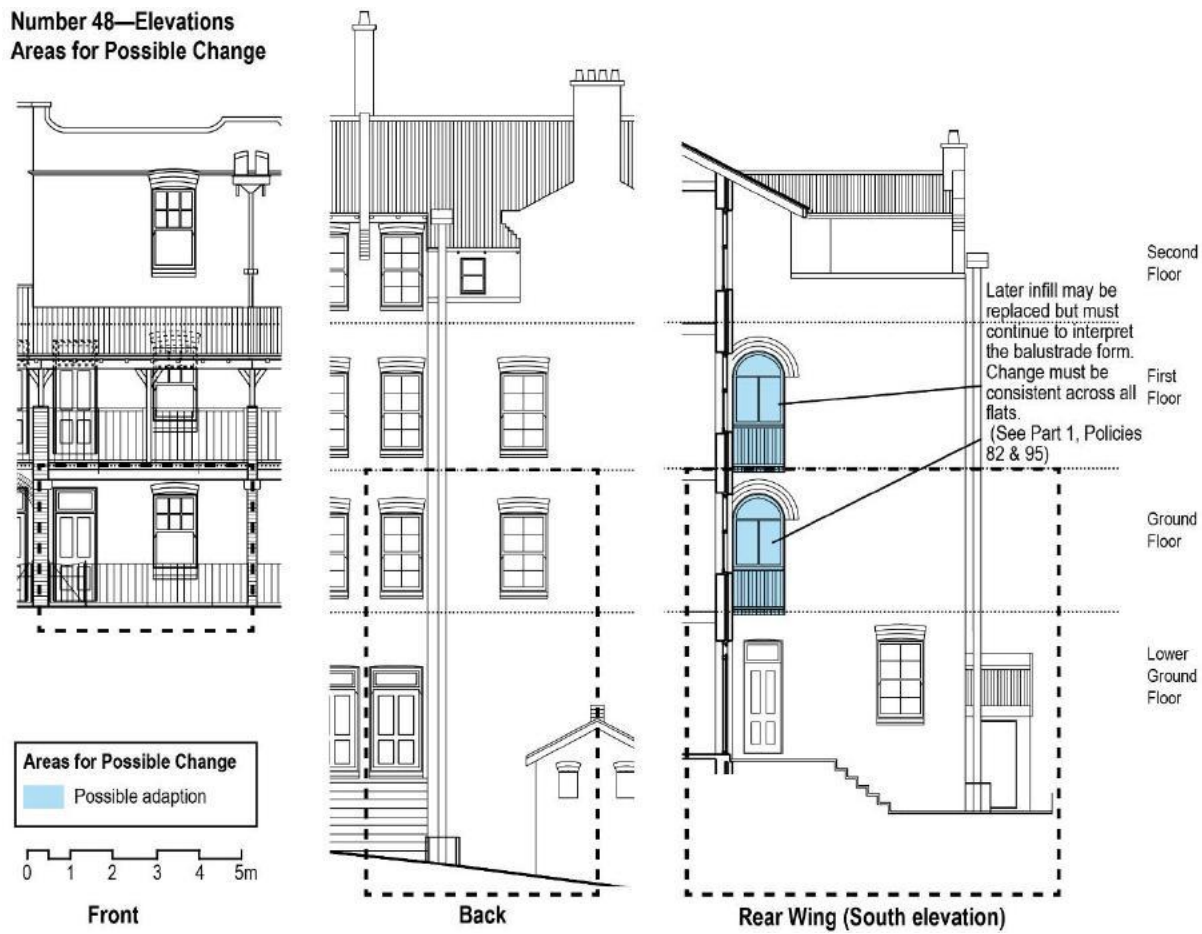 Number 48—Elevations
Areas for Possible Change
Second
Floor
Later infill may be
replaced but must
continue to interpret
the balustrade form.
Change must be
consistent across all
flats.
(See Part 1, Policies
82 & 95)
First
Floor
Ground
Floor
Lower
Ground
Floor
Areas for Possible Change
Possible adaption
0 1 2 3 4 5m
Front
Back
Rear Wing (South elevation)